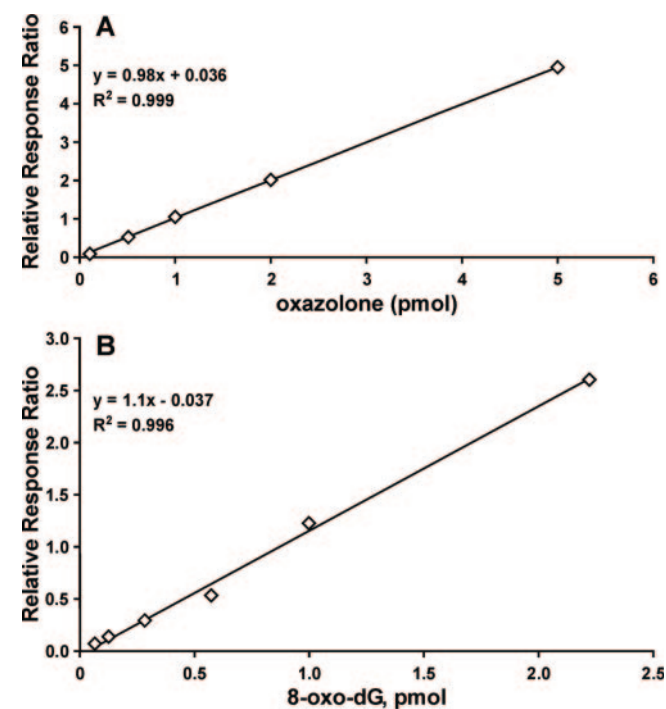 A
y = 0.98x + 0.036
R² = 0.999
Relative Response Ratio
6
5
4
3
2
1
0
0 1 2 3 4 5 6
oxazolone (pmol)
B
y = 1.1x - 0.037
R² = 0.996
Relative Response Ratio
3.0
2.5
2.0
1.5
1.0
0.5
0.0
0 0.5 1.0 1.5 2.0 2.5
8-oxo-dG, pmol